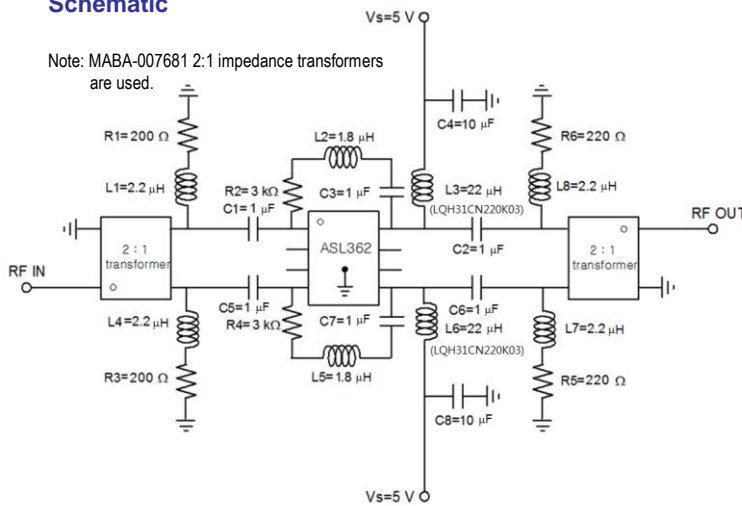 Schematic
Vs=5 V
Note: MABA-007681 2:1 impedance transformers
are used.
C4=10 μF
R1=200 Ω
L2=1.8 μH
R6=220 Ω
L1=2.2 μH
R2=3 kΩ
C3=1 μF
L3=22 μH
L8=2.2 μH
C1=1 μF
(LQH31CN220K03)
RF OUT
2 : 1
transformer
ASL362
C2=1 μF
2 : 1
transformer
RF IN
C5=1 μF
C6=1 μF
L4=2.2 μH
R4=3 kΩ
C7=1 μF
L6=22 μH
L7=2.2 μH
(LQH31CN220K03)
R3=200 Ω
L5=1.8 μH
R5=220 Ω
C8=10 μF
Vs=5 V